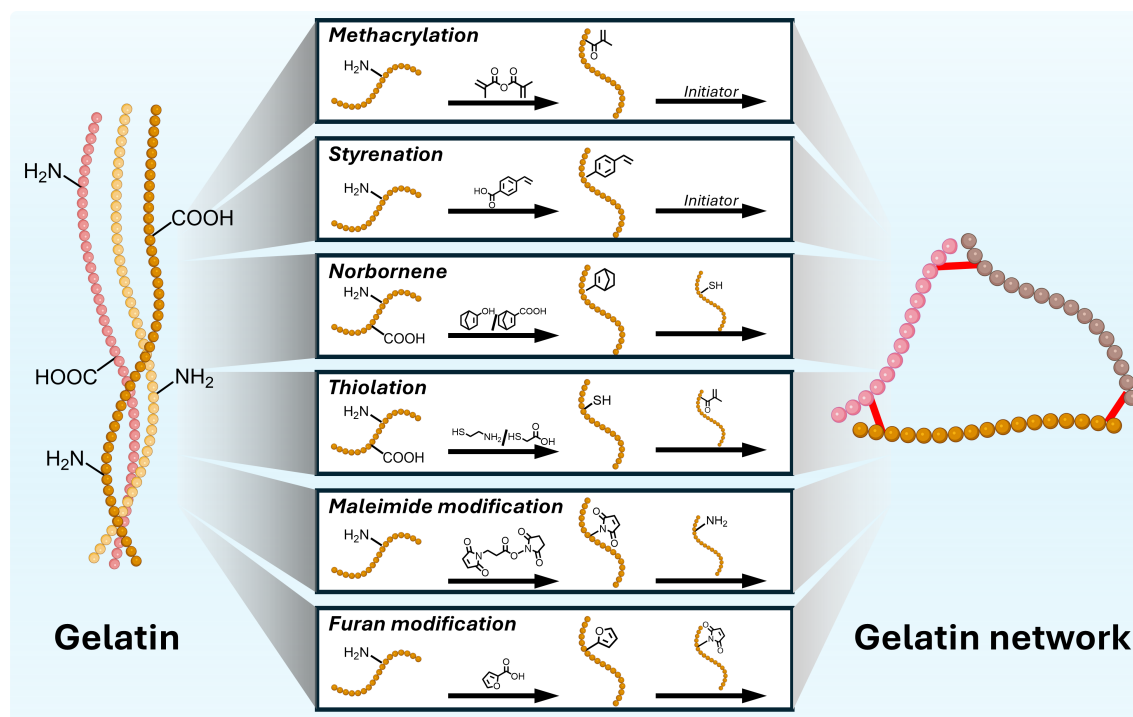 H₂N
COOH
HOOC
NH₂
H₂N
Gelatin
Methacrylation
H₂N
O
O
O
O
Initiator
Styrenation
H₂N
HO
O
Initiator
Norbornene
H₂N
COOH
OH
/
COOH
SH
Thiolation
H₂N
COOH
HS
NH₂
/
HS
O
OH
SH
O
Maleimide modification
H₂N
O
N
O
O
O
N
O
O
O
N
O
NH₂
Furan modification
H₂N
O
O
OH
O
O
N
O
Gelatin network